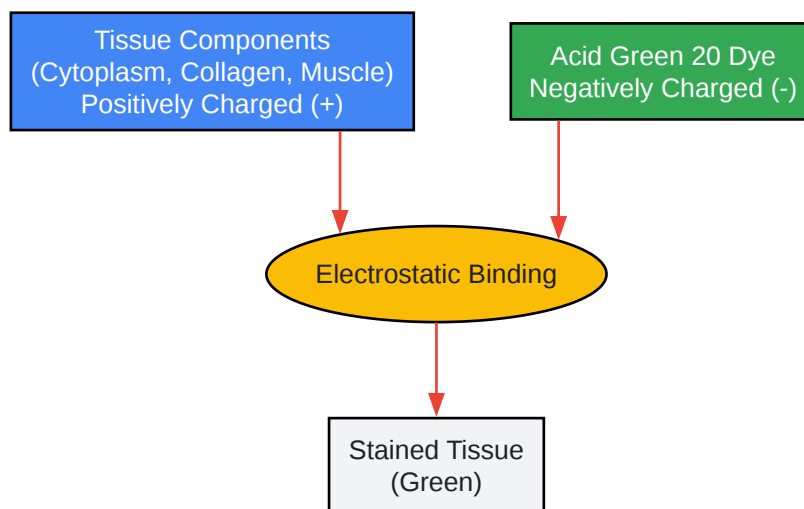 Tissue Components
(Cytoplasm, Collagen, Muscle)
Positively Charged (+)
Acid Green 20 Dye
Negatively Charged (-)
Electrostatic Binding
Stained Tissue
(Green)